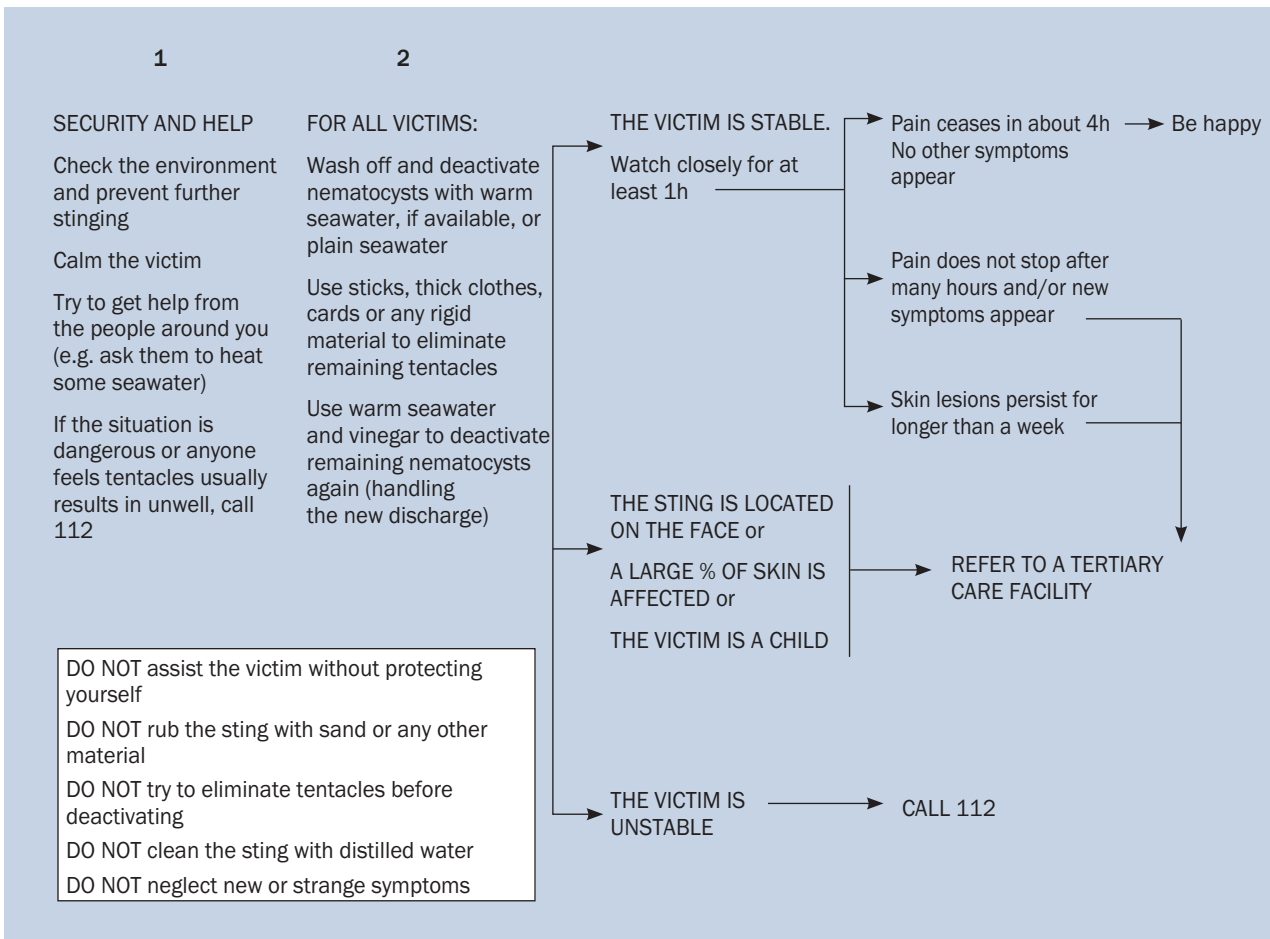 1
SECURITY AND HELP
Check the environment
and prevent further
stinging
Calm the victim
Try to get help from
the people around you
(e.g. ask them to heat
some seawater)
If the situation is
dangerous or anyone
feels tentacles usually
results in unwell, call
112
2
FOR ALL VICTIMS:
Wash off and deactivate
nematocysts with warm
seawater, if available, or
plain seawater
Use sticks, thick clothes,
cards or any rigid
material to eliminate
remaining tentacles
Use warm seawater
and vinegar to deactivate
remaining nematocysts
again (handling
the new discharge)
THE VICTIM IS STABLE.
Watch closely for at
least 1h
Pain ceases in about 4h
No other symptoms
appear
Be happy
Pain does not stop after
many hours and/or new
symptoms appear
Skin lesions persist for
longer than a week
THE STING IS LOCATED
ON THE FACE or
A LARGE % OF SKIN IS
AFFECTED or
THE VICTIM IS A CHILD
REFER TO A TERTIARY
CARE FACILITY
THE VICTIM IS
UNSTABLE
CALL 112
DO NOT assist the victim without protecting
yourself
DO NOT rub the sting with sand or any other
material
DO NOT try to eliminate tentacles before
deactivating
DO NOT clean the sting with distilled water
DO NOT neglect new or strange symptoms